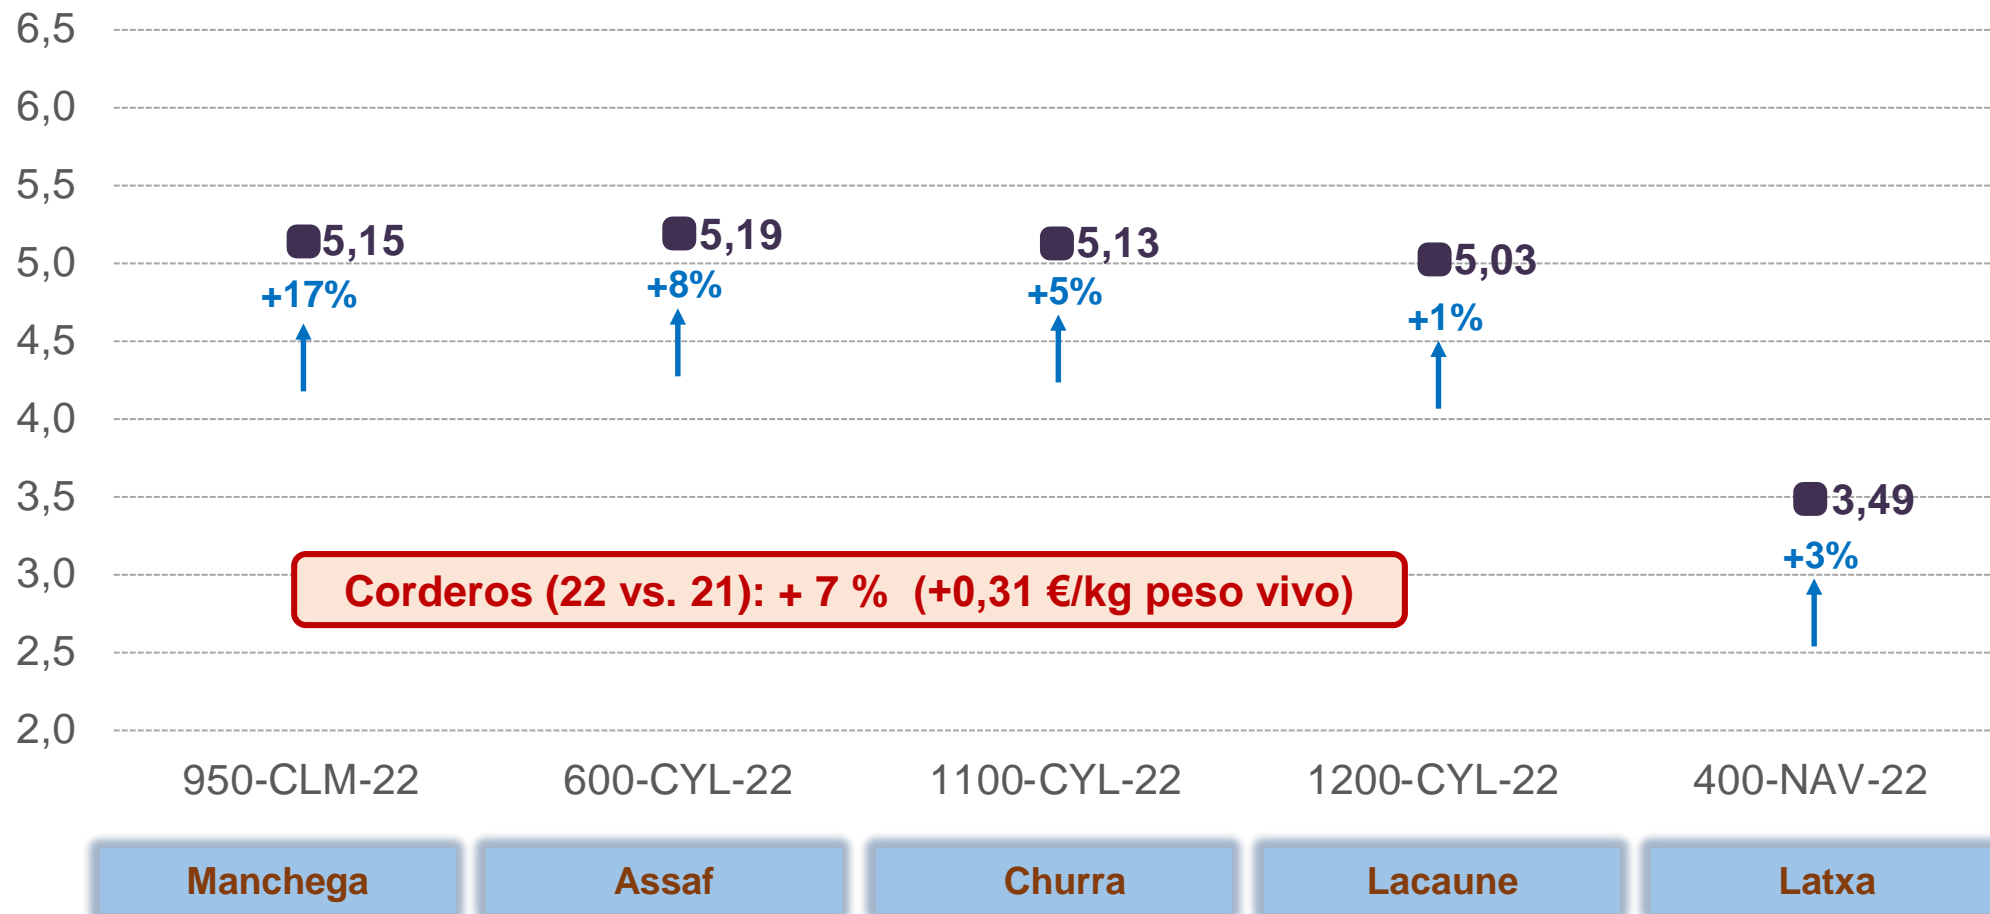 6,5
6,0
5,5
5,0
4,5
4,0
3,5
3,0
2,5
2,0
5,15
+17%
5,19
+8%
5,13
+5%
5,03
+1%
3,49
+3%
Corderos (22 vs. 21): + 7 % (+0,31 €/kg peso vivo)
950-CLM-22
600-CYL-22
1100-CYL-22
1200-CYL-22
400-NAV-22
Manchega
Assaf
Churra
Lacaune
Latxa